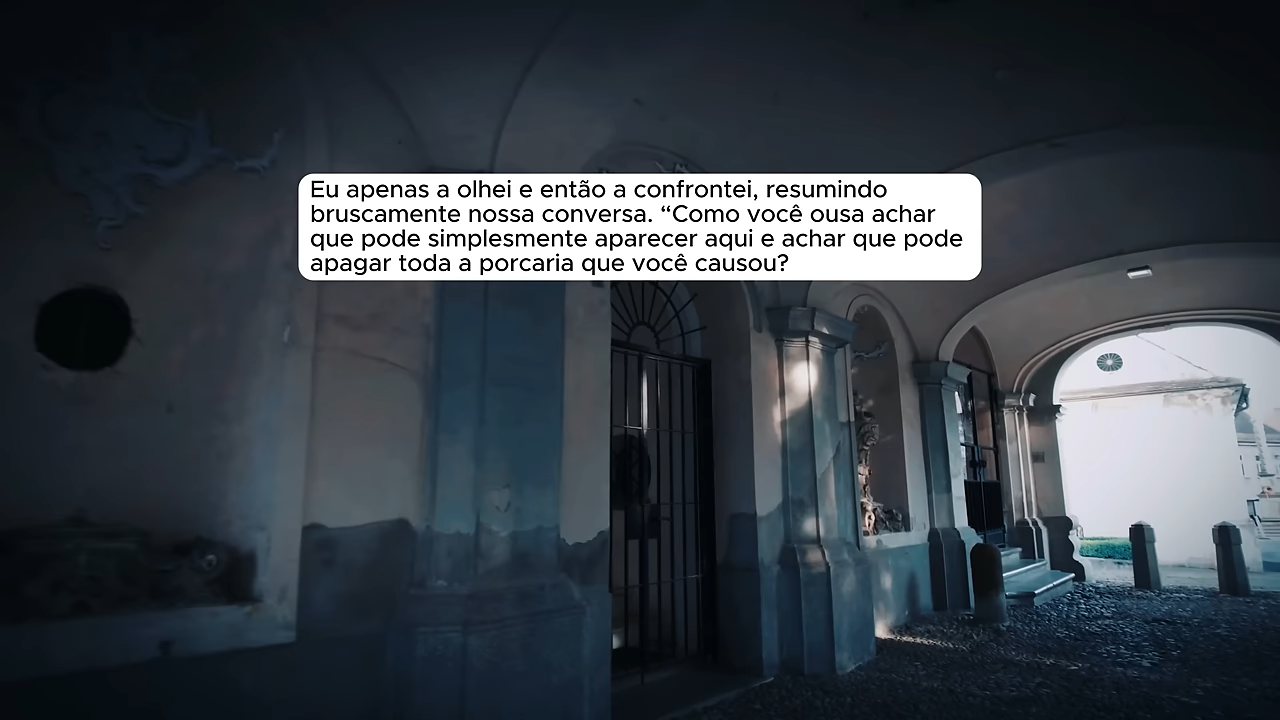 Eu apenas a olhei e então a confrontei, resumindo
bruscamente nossa conversa. “Como você ousa achar
que pode simplesmente aparecer aqui e achar que pode
apagar toda a porcaria que você causou?